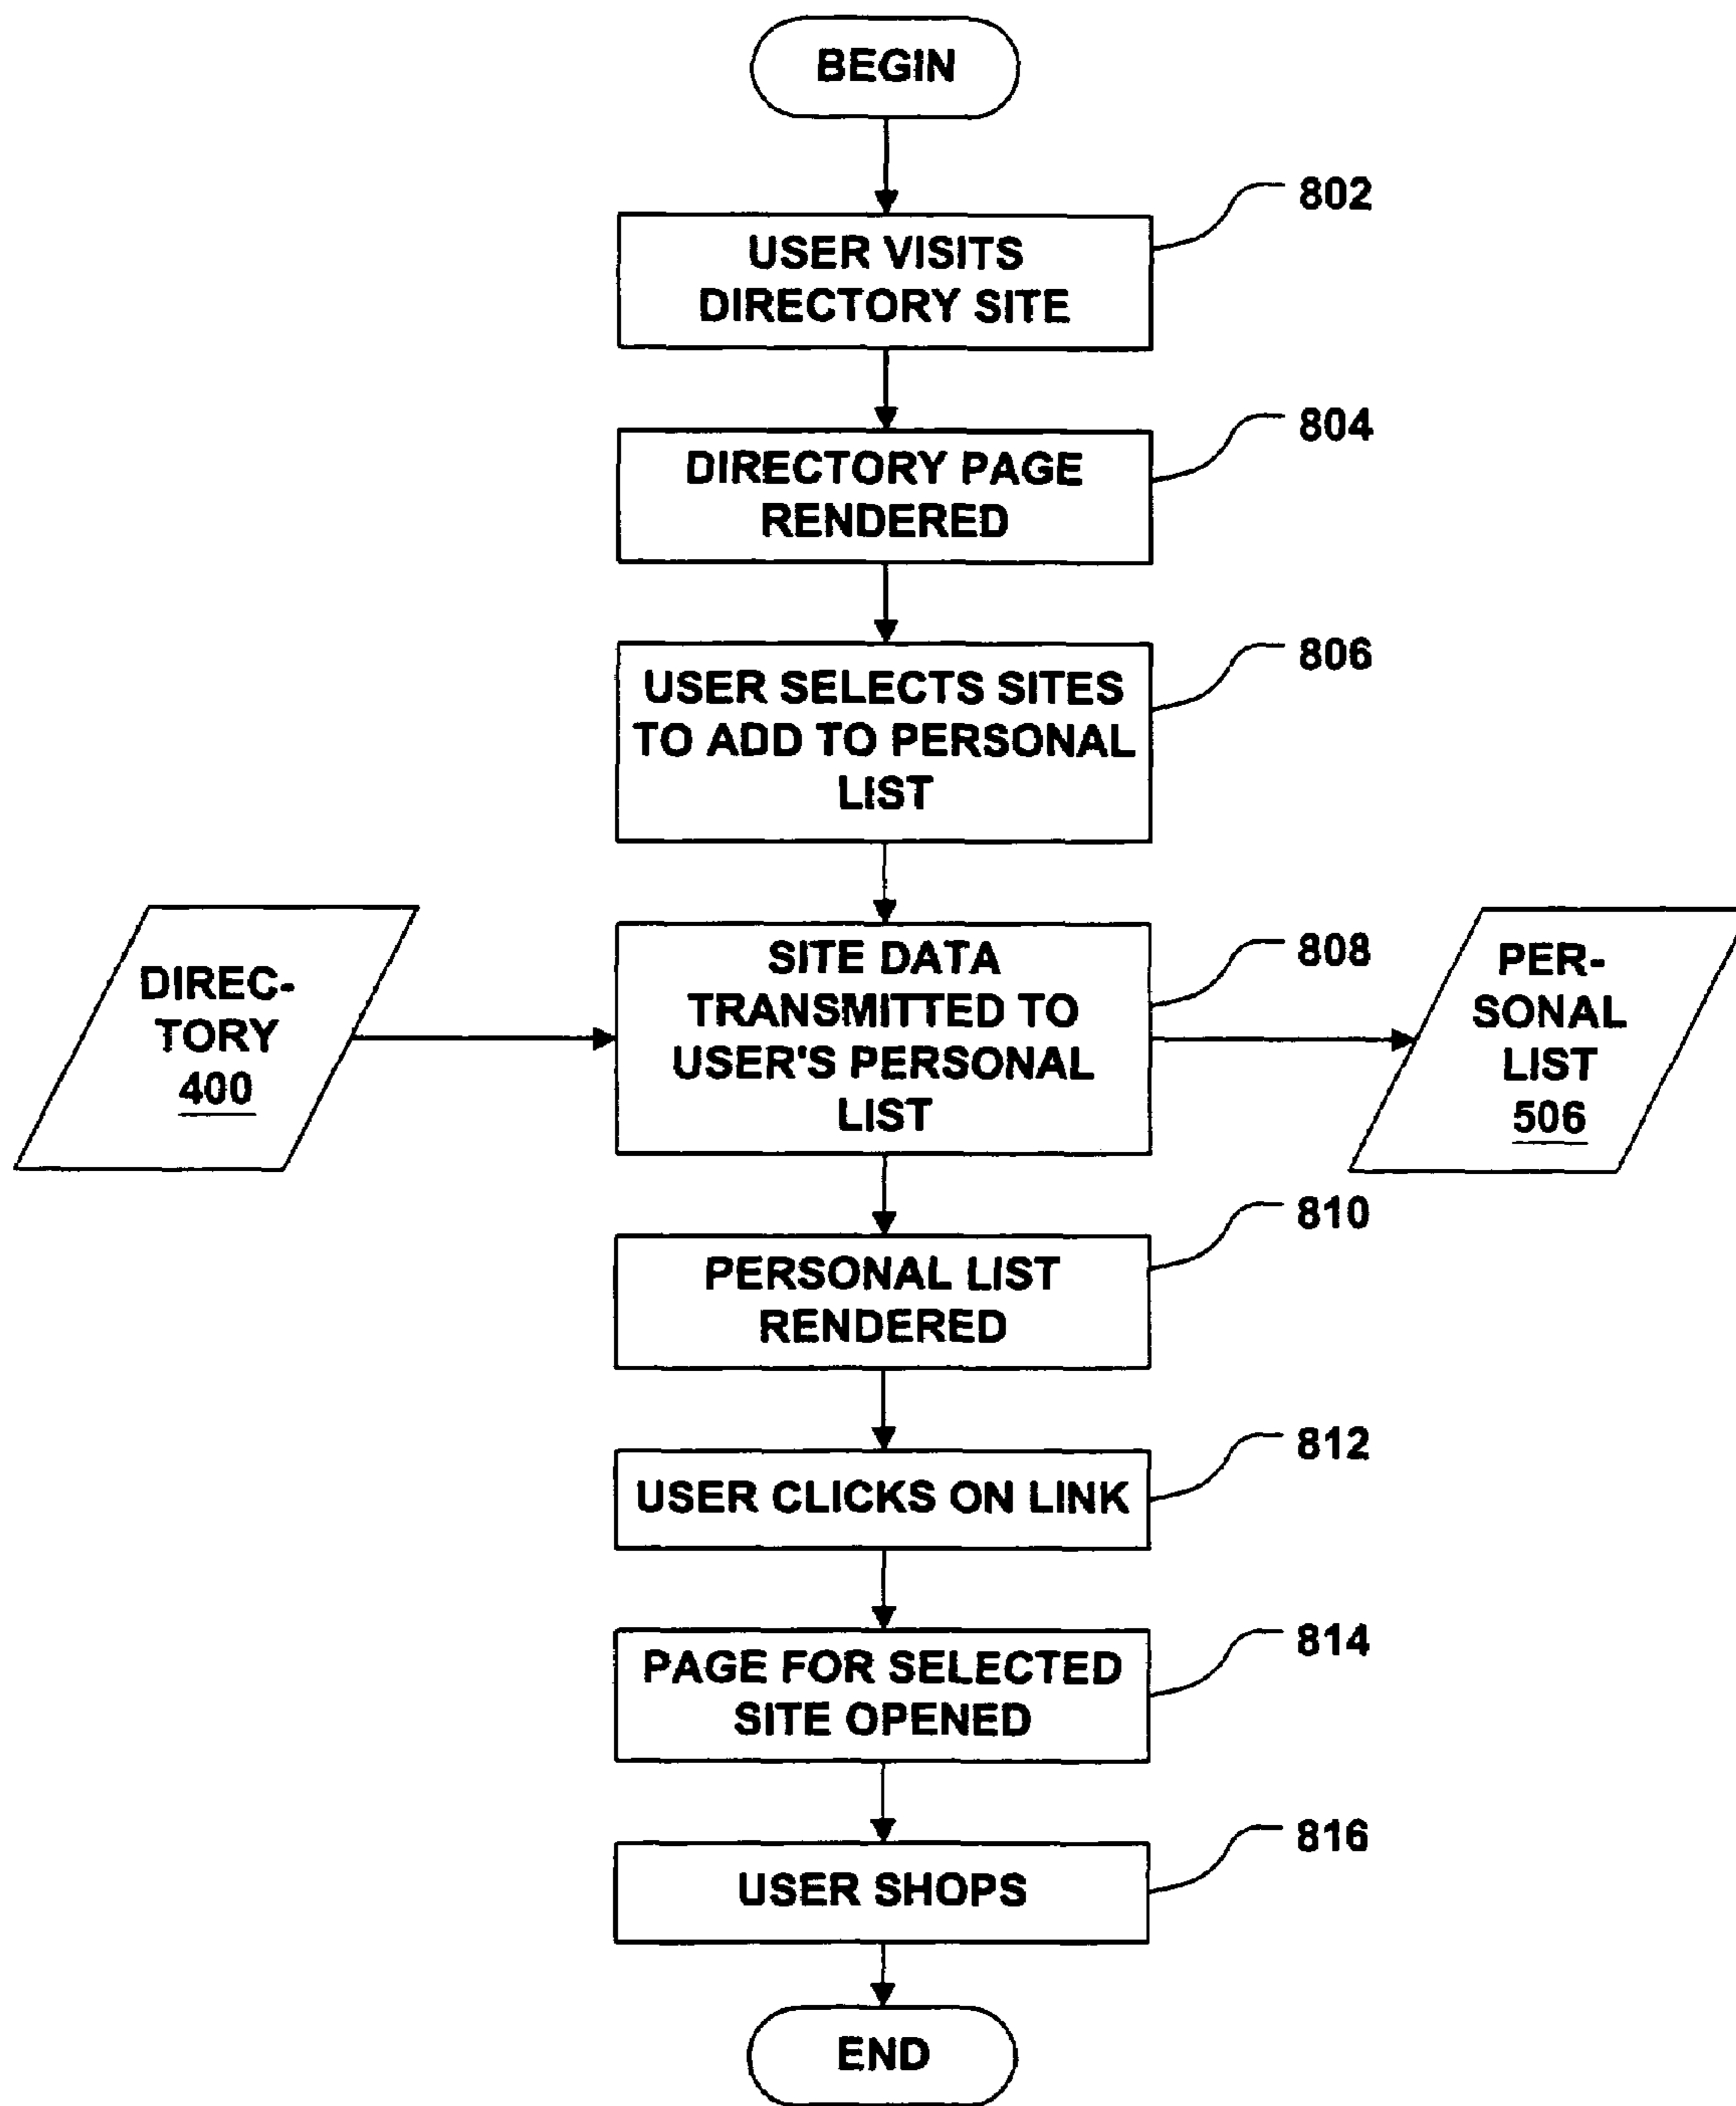 BEGIN
802
USER VISITS
DIRECTORY SITE
804
DIRECTORY PAGE
RENDERED
806
USER SELECTS SITES
TO ADD TO PERSONAL
LIST
DIREC-
TORY
400
808
SITE DATA
TRANSMITTED TO
USER'S PERSONAL
LIST
PER-
SONAL
LIST
506
810
PERSONAL LIST
RENDERED
812
USER CLICKS ON LINK
814
PAGE FOR SELECTED
SITE OPENED
816
USER SHOPS
END